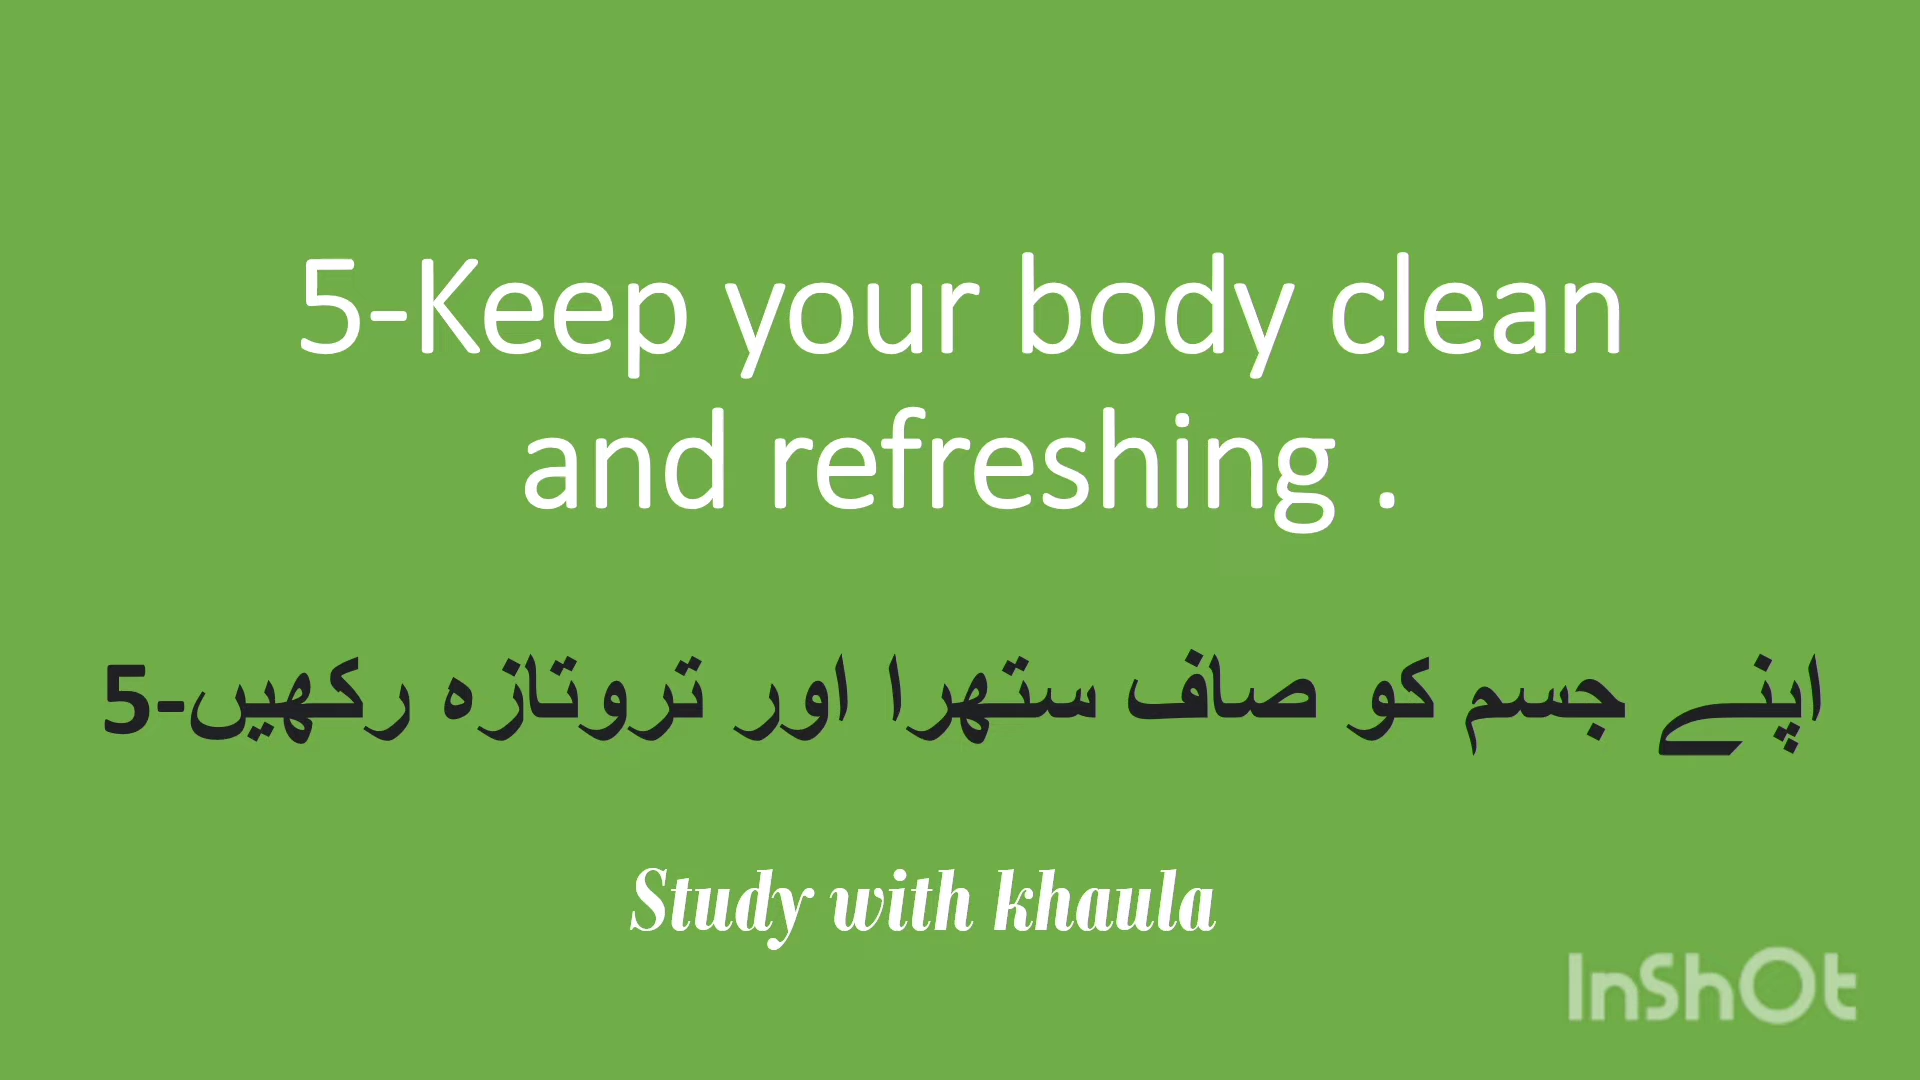 5-Keep your body clean
and refreshing .
5-اپنے جسم کو صاف ستھرا اور تروتازہ رکھیں
Study with khaula
InShOt